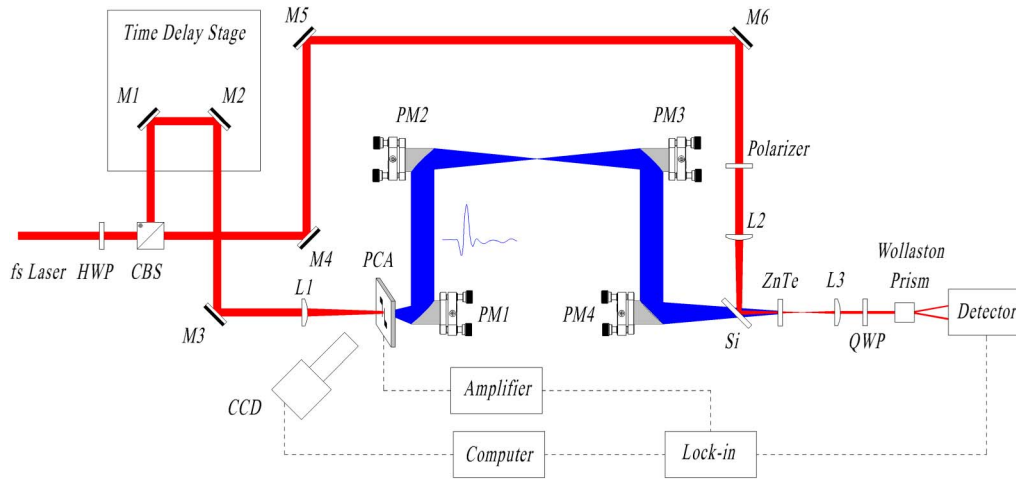 Time Delay Stage
M1
M2
M5
M6
PM2
PM3
Polarizer
L2
fs Laser
HWP
CBS
M4
PCA
L1
M3
PM1
PM4
Si
ZnTe
L3
QWP
Wollaston
Prism
Detector
CCD
Amplifier
Computer
Lock-in